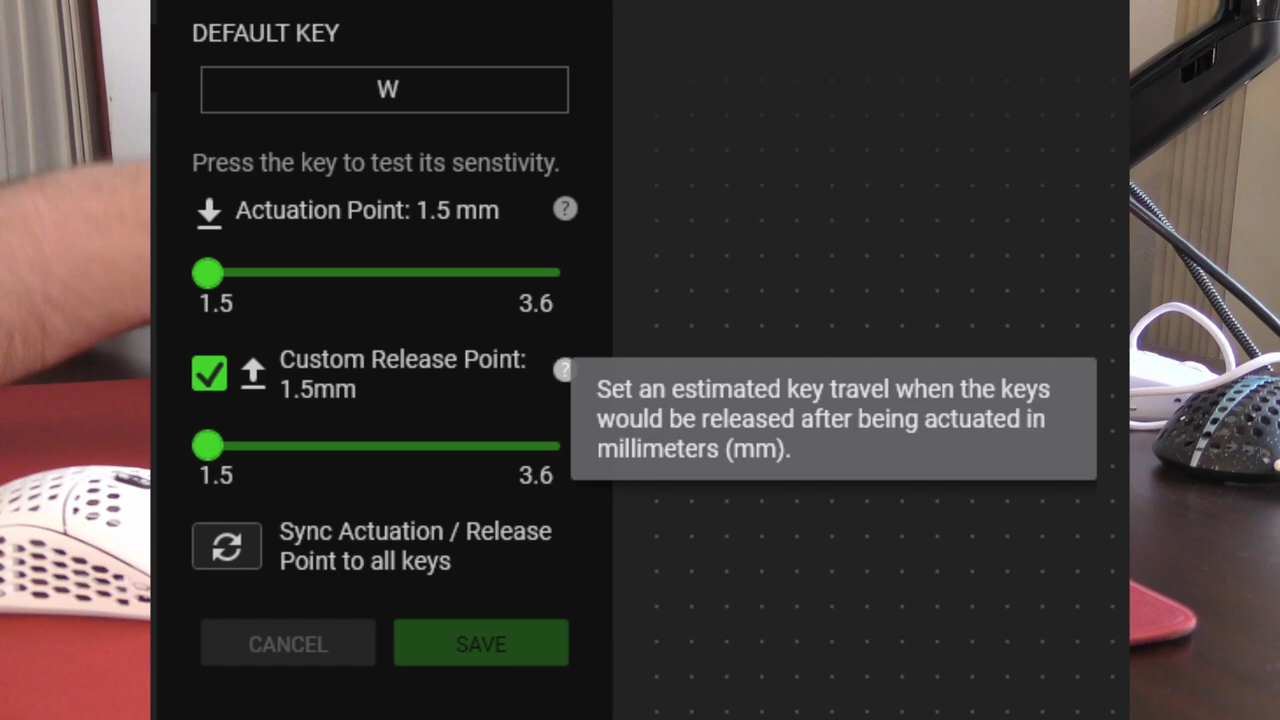 DEFAULT KEY
W
Press the key to test its senstivity.
Actuation Point: 1.5 mm
?
1.5
3.6
Custom Release Point:
1.5mm
?
Set an estimated key travel when the keys
would be released after being actuated in
millimeters (mm).
1.5
3.6
Sync Actuation / Release
Point to all keys
CANCEL
SAVE